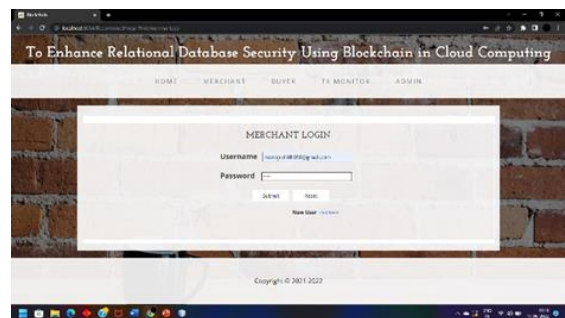 To Enhance Relational Database Security Using Blockchain in Cloud Computing
HOME MERCHANT BUYER TX MONITOR ADMIN
MERCHANT LOGIN
Username
Password
Submit Reset
New User
Copyright © 2021-2022